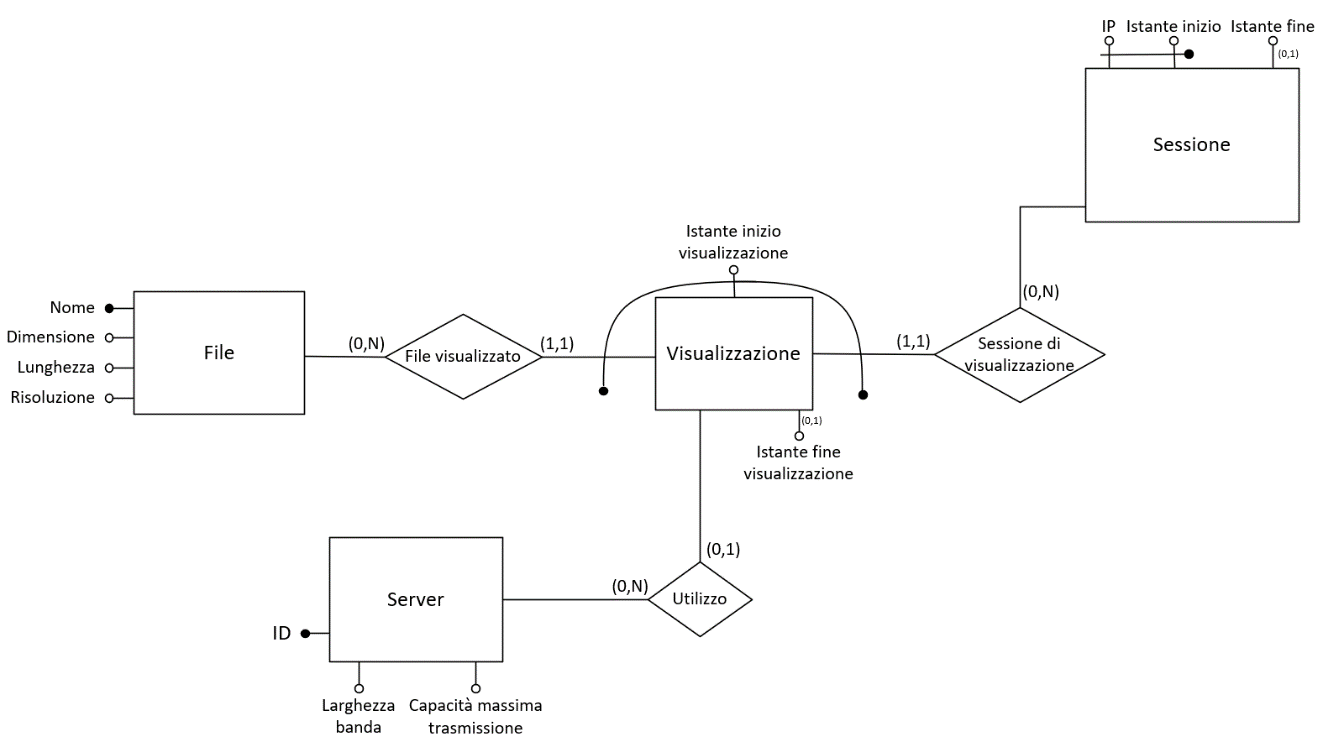 IP Istante inizio Istante fine
(0,1)
Sessione
Istante inizio
visualizzazione
Nome
Dimensione
Lunghezza
Risoluzione
File
(0,N)
File visualizzato
(1,1)
Visualizzazione
(1,1)
(0,N)
Sessione di
visualizzazione
(0,1)
Istante fine
visualizzazione
(0,1)
(0,N)
Utilizzo
Server
ID
Larghezza
banda
Capacità massima
trasmissione